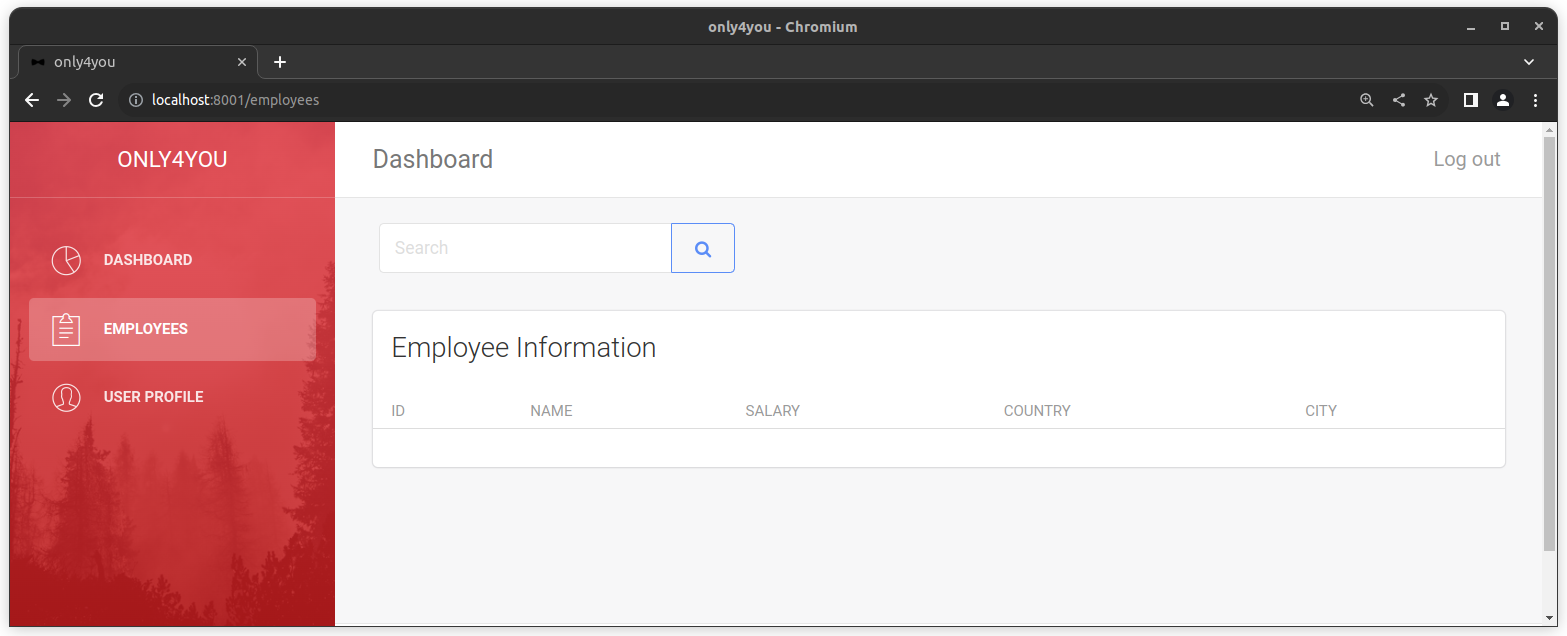 only4you - Chromium
only4you
localhost:8001/employees
ONLY4YOU
Dashboard
Log out
DASHBOARD
Search
EMPLOYEES
Employee Information
USER PROFILE
ID NAME SALARY COUNTRY CITY